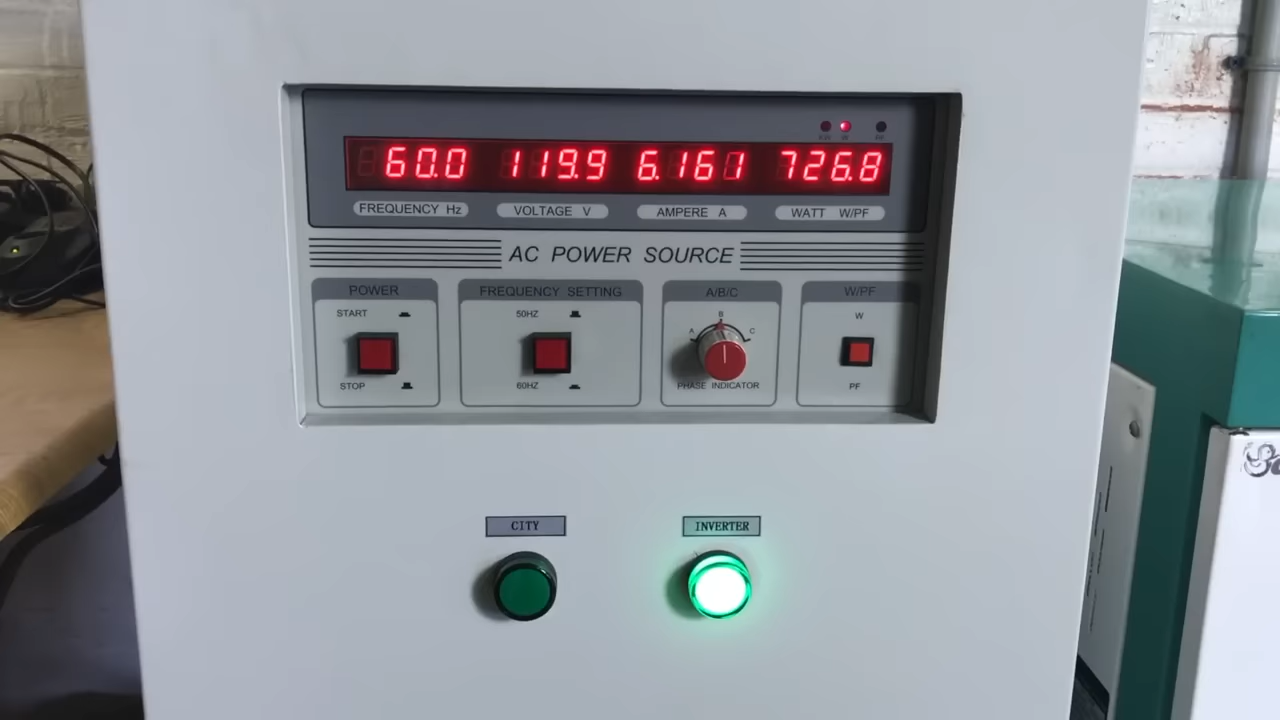 60.0 119.9 6.161 726.8
FREQUENCY Hz VOLTAGE V AMPERE A WATT W/PF
AC POWER SOURCE
POWER FREQUENCY SETTING A/B/C W/PF
START 50HZ B W
A C
STOP 60HZ PHASE INDICATOR PF
CITY INVERTER